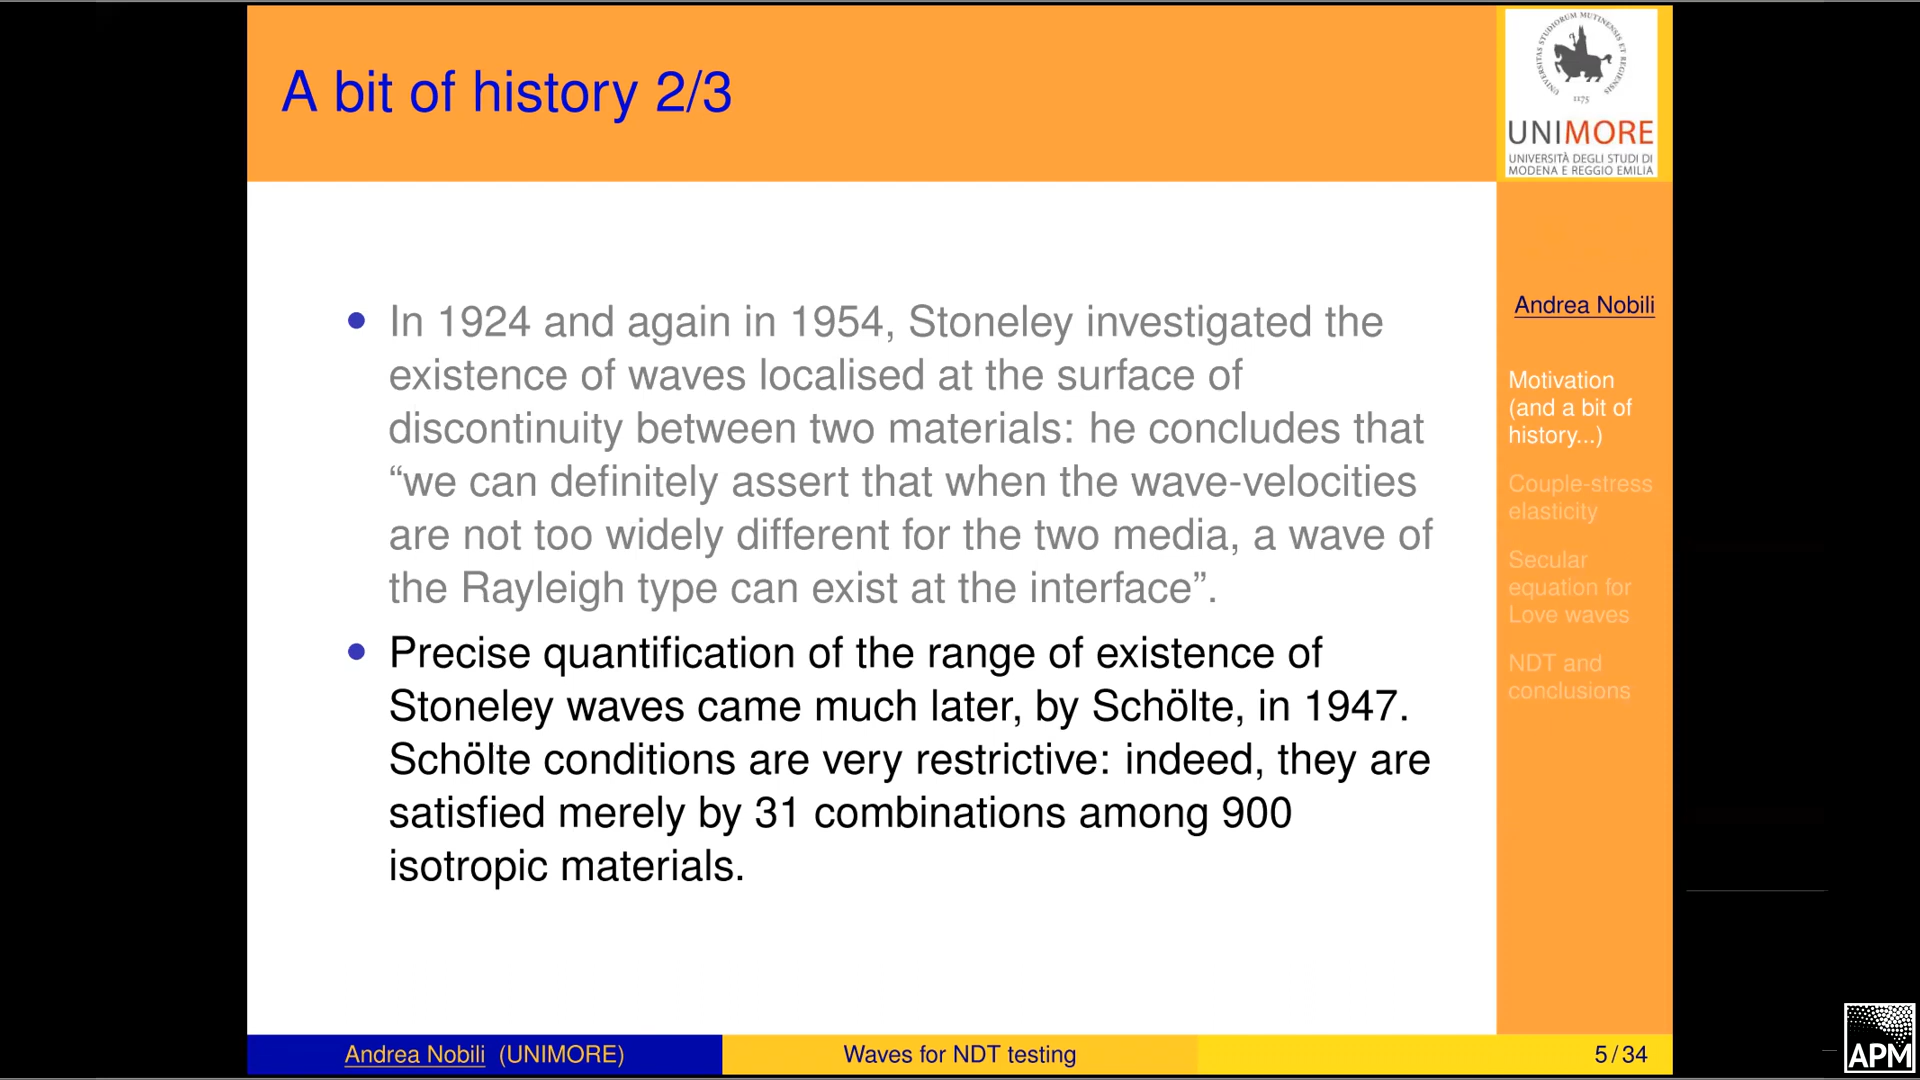 A bit of history 2/3
UNIVERSITAS STUDIORUM MUTINENSIS ET REGIENSIS
1175
UNIMORE
UNIVERSITÀ DEGLI STUDI DI
MODENA E REGGIO EMILIA
• In 1924 and again in 1954, Stoneley investigated the
existence of waves localised at the surface of
discontinuity between two materials: he concludes that
“we can definitely assert that when the wave-velocities
are not too widely different for the two media, a wave of
the Rayleigh type can exist at the interface”.
• Precise quantification of the range of existence of
Stoneley waves came much later, by Schölte, in 1947.
Schölte conditions are very restrictive: indeed, they are
satisfied merely by 31 combinations among 900
isotropic materials.
Andrea Nobili
Motivation
(and a bit of
history...)
Couple-stress
elasticity
Secular
equation for
Love waves
NDT and
conclusions
Andrea Nobili (UNIMORE)
Waves for NDT testing
5 / 34
APM